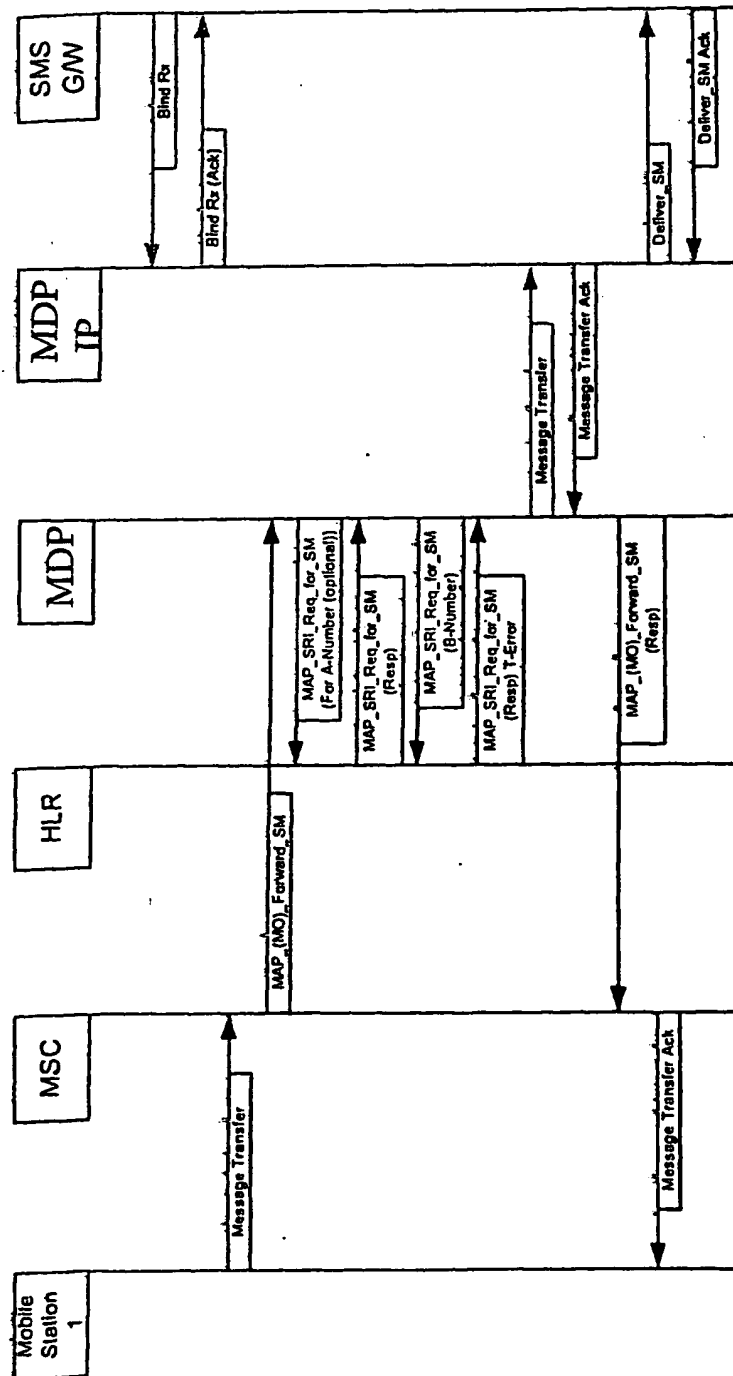 Mobile
Station
1
MSC
HLR
MDP
MDP
IP
SMS
G/W
Bind Rx
Bind Rx (Ack)
Message Transfer
MAP_(MO)_Forward_SM
MAP_SRI_Req_for_SM
(For A-Number (optional))
MAP_SRI_Req_for_SM
(Resp)
MAP_SRI_Req_for_SM
(B-Number)
MAP_SRI_Req_for_SM
(Resp) T-Error
Message Transfer
Message Transfer Ack
MAP_(MO)_Forward_SM
(Resp)
Deliver_SM
Message Transfer Ack
Deliver_SM Ack